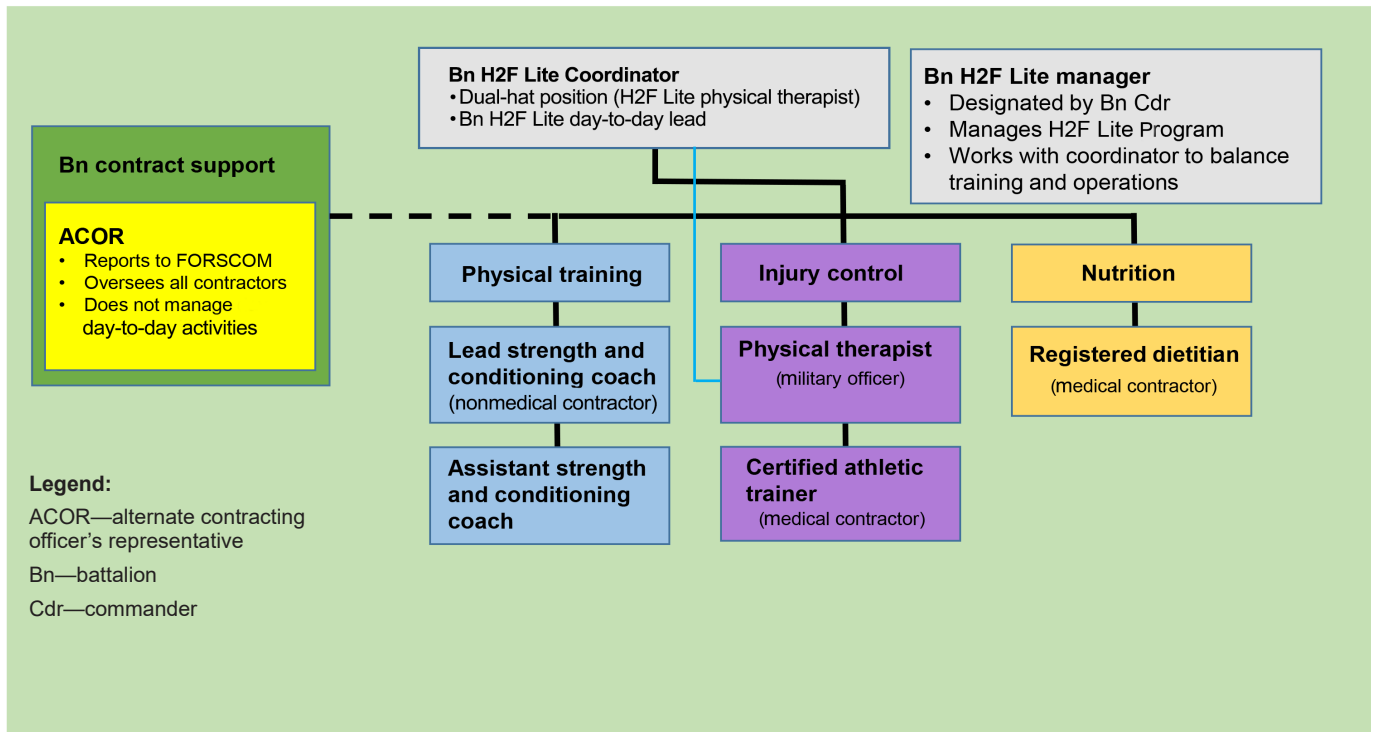 Bn H2F Lite Coordinator
•Dual-hat position (H2F Lite physical therapist)
•Bn H2F Lite day-to-day lead
Bn H2F Lite manager
• Designated by Bn Cdr
• Manages H2F Lite Program
• Works with coordinator to balance
training and operations
Bn contract support
ACOR
• Reports to FORSCOM
• Oversees all contractors
• Does not manage
day-to-day activities
Physical training
Lead strength and
conditioning coach
(nonmedical contractor)
Assistant strength
and conditioning
coach
Injury control
Physical therapist
(military officer)
Certified athletic
trainer
(medical contractor)
Nutrition
Registered dietitian
(medical contractor)
Legend:
ACOR—alternate contracting
officer’s representative
Bn—battalion
Cdr—commander